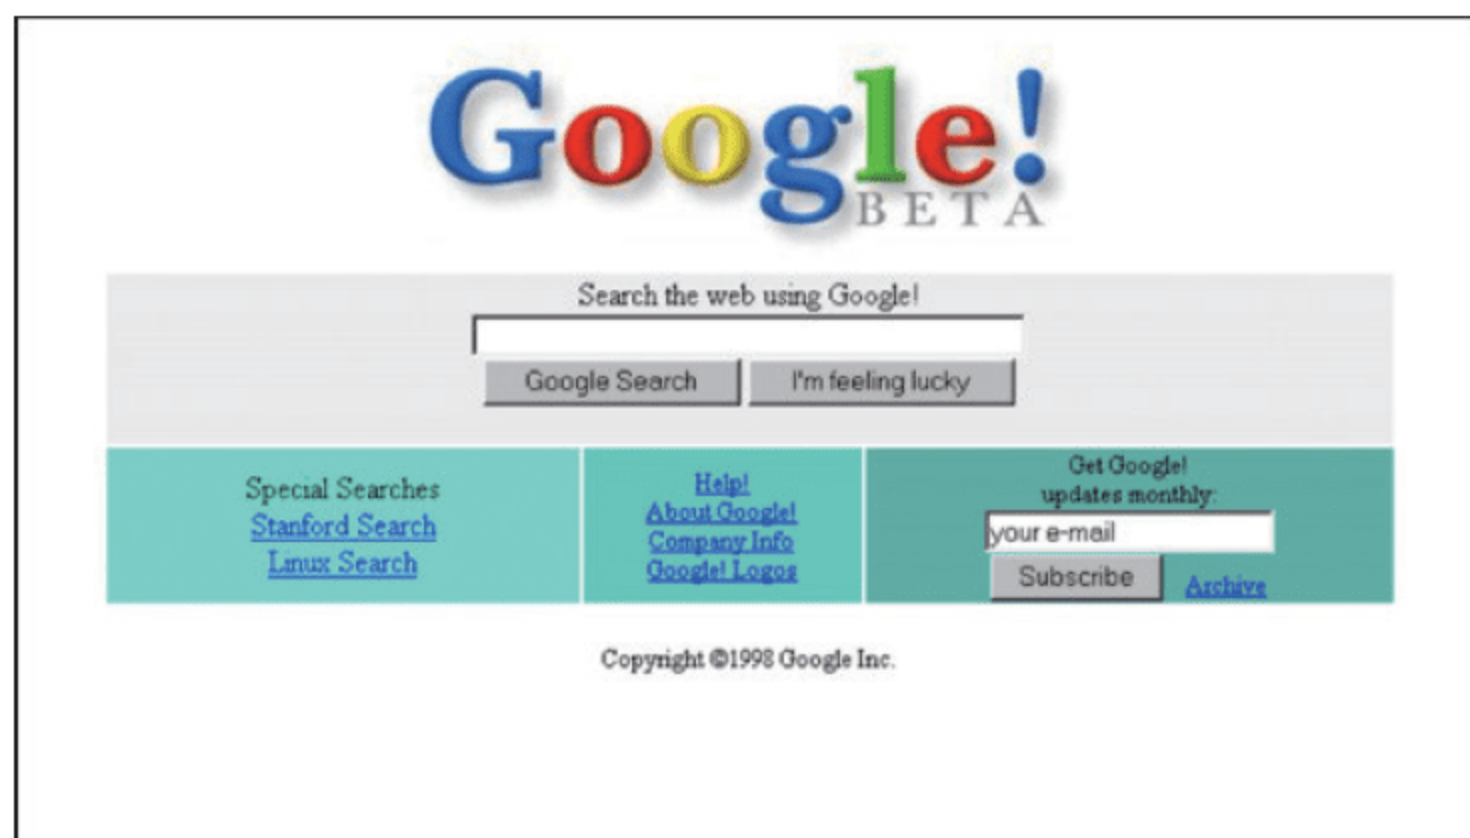 Google!
BETA
Search the web using Google!
Google Search I'm feeling lucky
Special Searches
Stanford Search
Linux Search
Help!
About Google!
Company Info
Google! Logos
Get Google!
updates monthly:
your e-mail
Subscribe Archive
Copyright ©1998 Google Inc.